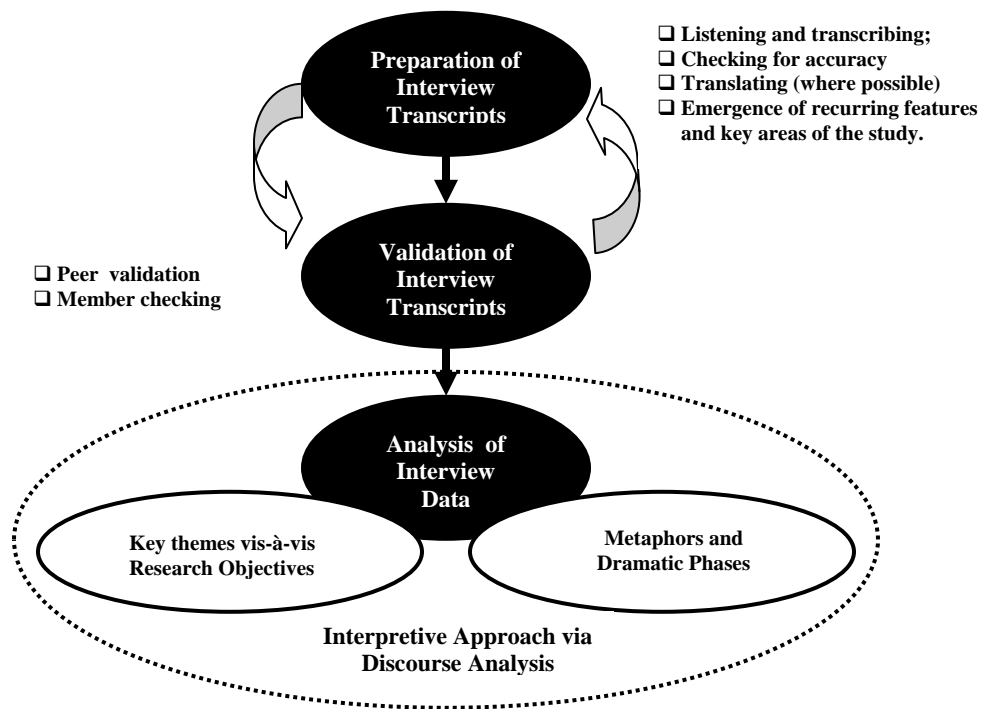 Preparation of
Interview
Transcripts
❑ Listening and transcribing;
❑ Checking for accuracy
❑ Translating (where possible)
❑ Emergence of recurring features
and key areas of the study.
Validation of
Interview
Transcripts
❑ Peer validation
❑ Member checking
Analysis of
Interview
Data
Key themes vis-à-vis
Research Objectives
Metaphors and
Dramatic Phases
Interpretive Approach via
Discourse Analysis